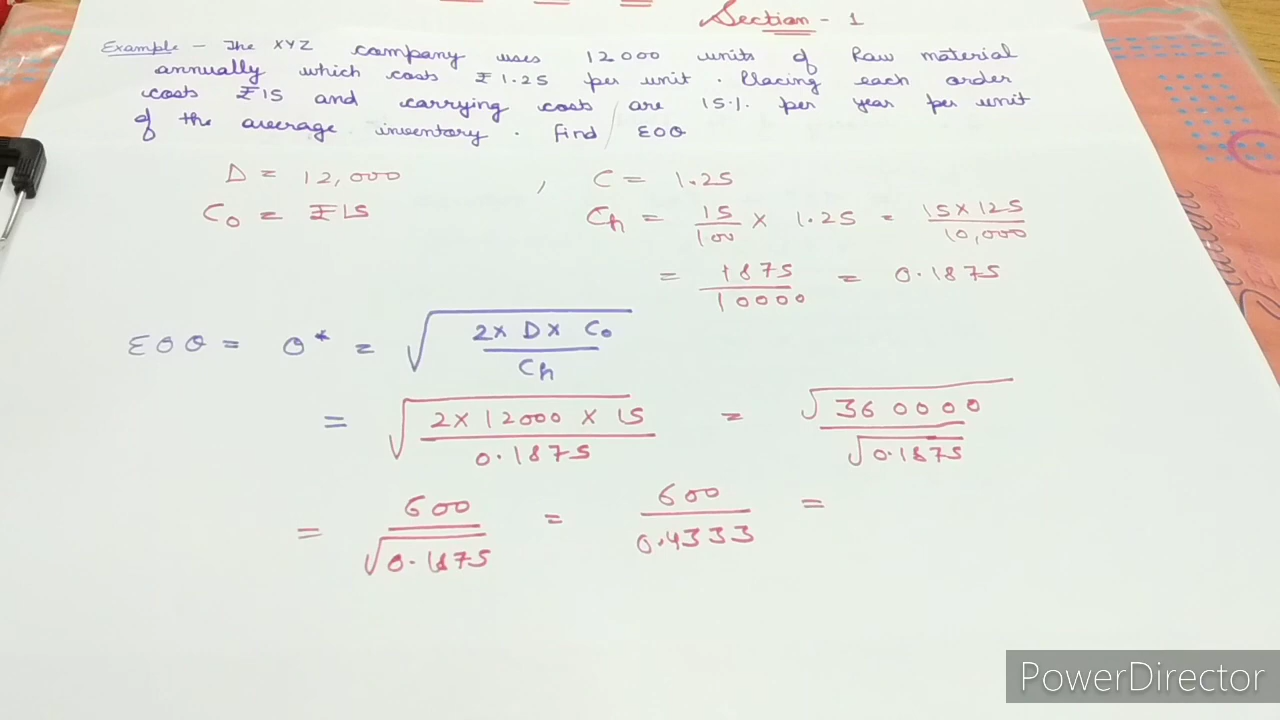 Section - 1
Example - The XYZ company uses 12000 units of Raw material
annually which costs ₹1.25 per unit. Placing each order
costs ₹15 and carrying costs are 15% per year per unit
of the average inventory. Find EOQ
D = 12,000 , C = 1.25
Co = ₹15
Ch = 15/100 × 1.25 = 15×125/10,000
= 1875/10000 = 0.1875
EOQ = Q* = √(2× D× Co / Ch)
= √(2× 12000 × 15 / 0.1875) = √360000 / √0.1875
= 600/√0.1875 = 600/0.4333 =
PowerDirector